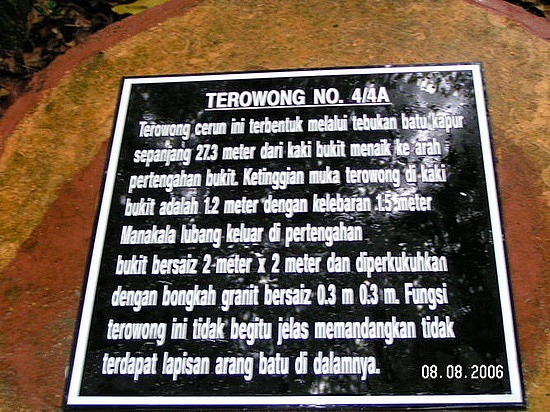 TEROWONG NO. 4/4A
Terowong cerun ini terbentuk melalui tebukan batu kapur
sepanjang 27.3 meter dari kaki bukit menaik ke arah
pertengahan bukit. Ketinggian muka terowong di kaki
bukit adalah 1.2 meter dengan kelebaran 1.5 meter
Manakala lubang keluar di pertengahan
bukit bersaiz 2 meter x 2 meter dan diperkukuhkan
dengan bongkah granit bersaiz 0.3 m 0.3 m. Fungsi
terowong ini tidak begitu jelas memandangkan tidak
terdapat lapisan arang batu di dalamnya.
08.08.2006